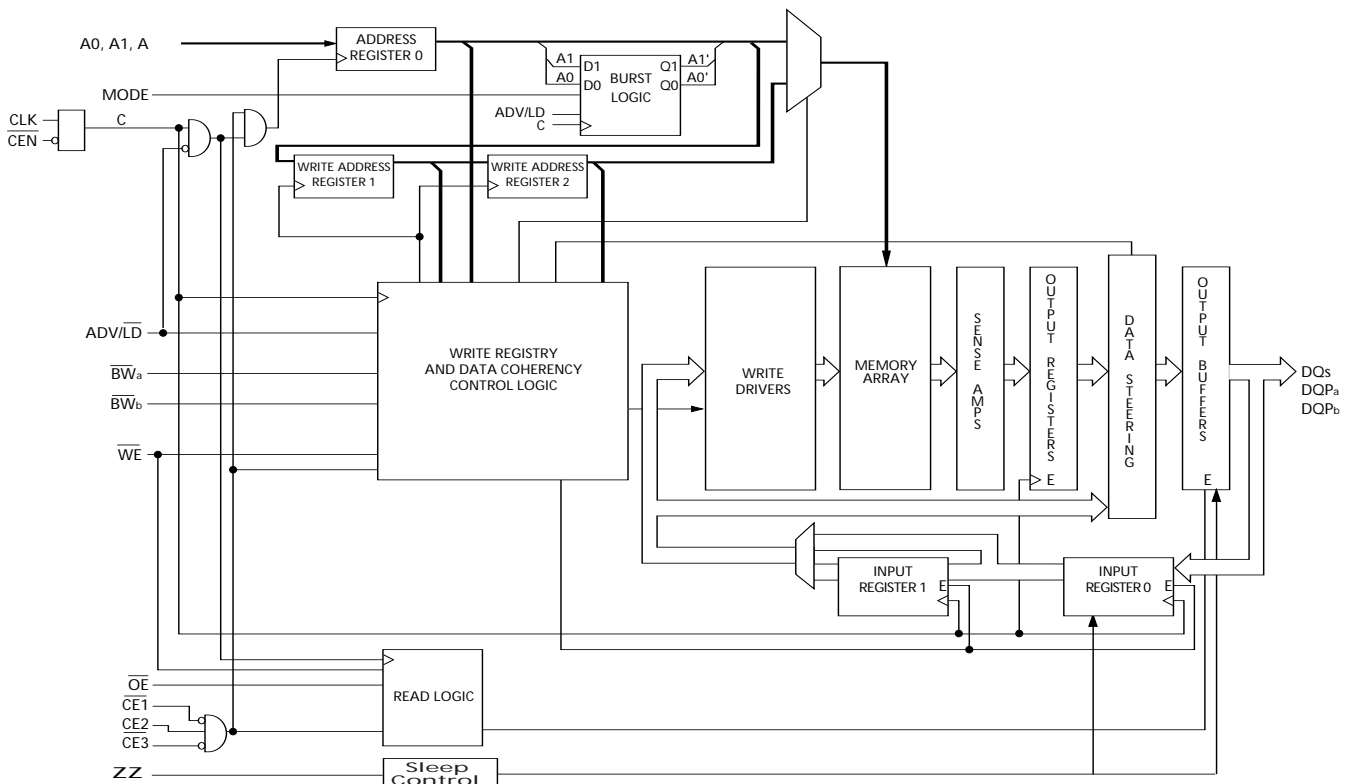 A0, A1, A
ADDRESS
REGISTER 0
A1
A0
D1
D0
BURST
LOGIC
Q1
Q0
A1'
A0'
MODE
ADV/LD
C
CLK
CEN
C
WRITE ADDRESS
REGISTER 1
WRITE ADDRESS
REGISTER 2
ADV/LD
BWa
BWb
WE
WRITE REGISTRY
AND DATA COHERENCY
CONTROL LOGIC
WRITE
DRIVERS
MEMORY
ARRAY
SENSE AMPS
OUTPUT REGISTERS
E
DATA STEERING
OUTPUT BUFFERS
E
DQs
DQPa
DQPb
INPUT
REGISTER 1
E
INPUT
REGISTER 0
E
OE
CE1
CE2
CE3
READ LOGIC
ZZ
Sleep
Control